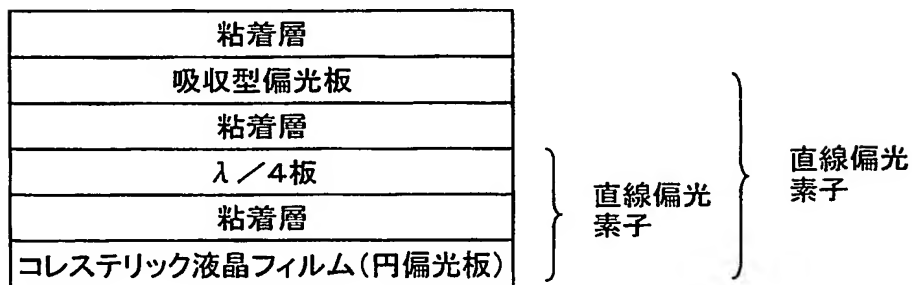 粘着層
吸収型偏光板
粘着層
λ/4板
粘着層
コレステリック液晶フィルム(円偏光板)
直線偏光
素子
直線偏光
素子